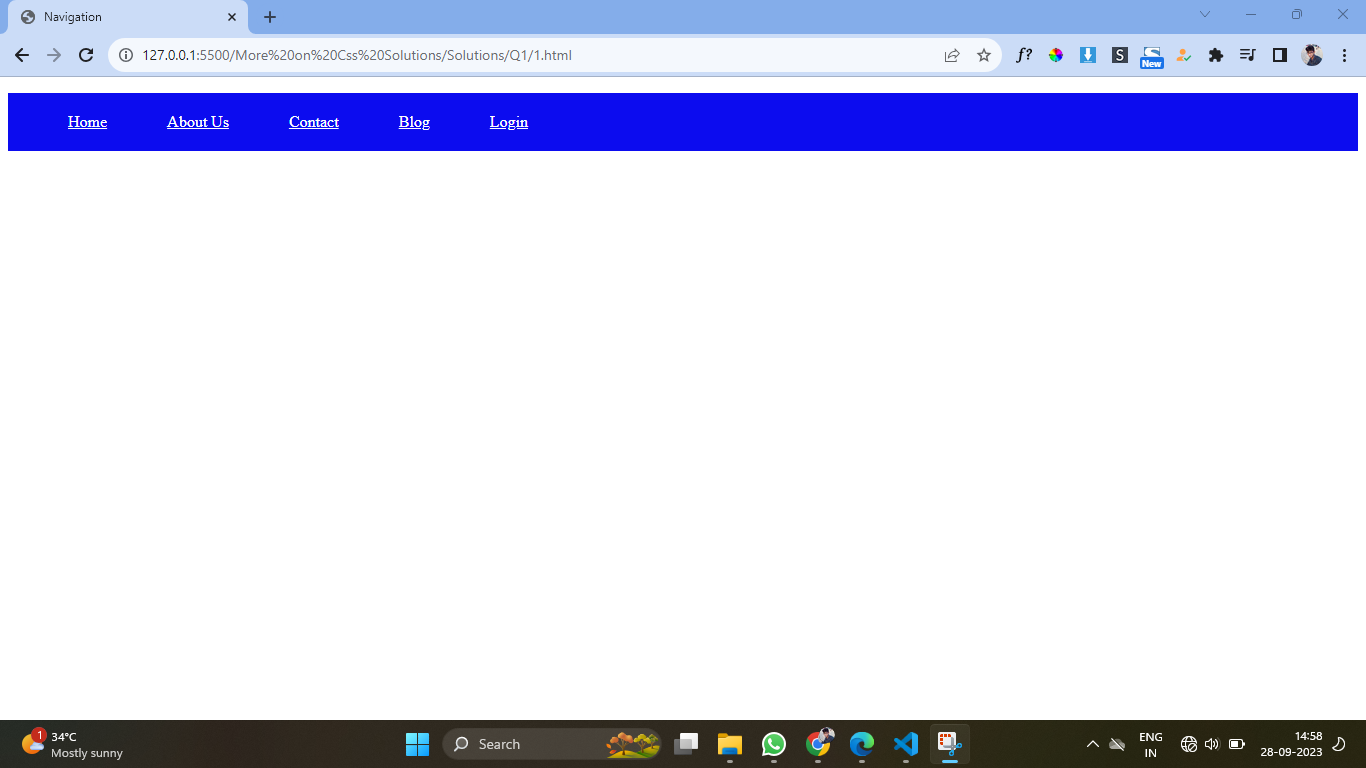 Navigation
127.0.0.1:5500/More%20on%20Css%20Solutions/Solutions/Q1/1.html
f?
S
New
Home About Us Contact Blog Login
1
34°C
Mostly sunny
Search
ENG
IN
14:58
28-09-2023